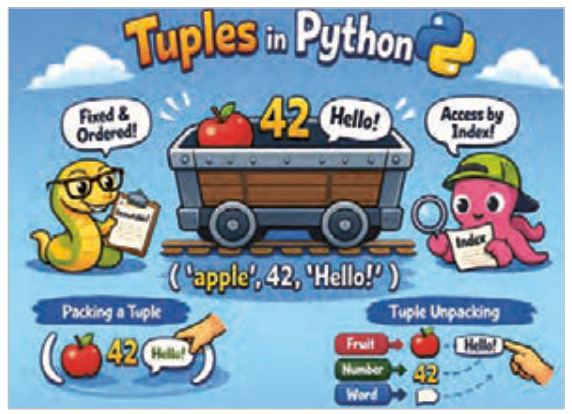 Tuples in Python
Fixed &
Ordered!
42
Hello!
Access by
Index!
Immutable!
Index
( 'apple', 42, 'Hello!' )
Packing a Tuple
( 42 Hello! )
Tuple Unpacking
Fruit
Hello!
Number
42
Word